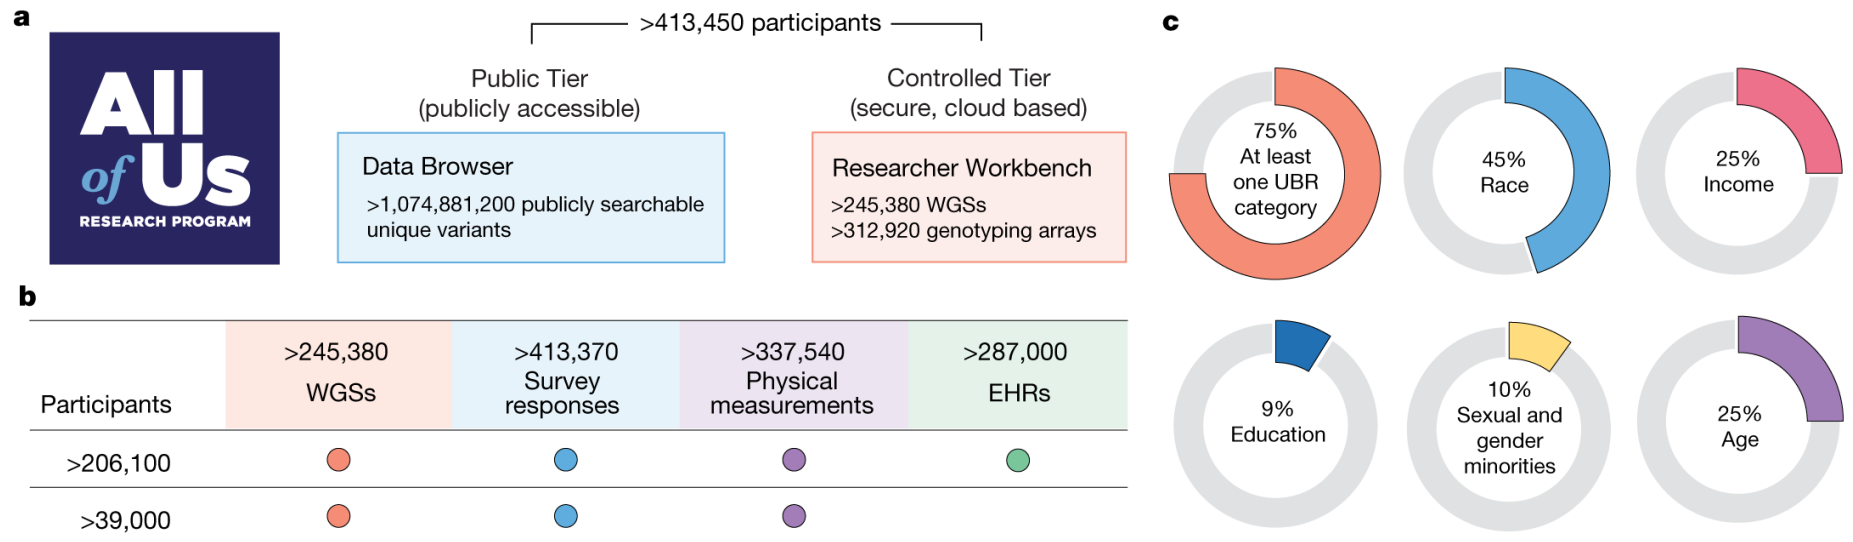 a
All
of Us
RESEARCH PROGRAM
>413,450 participants
Public Tier
(publicly accessible)
Data Browser
>1,074,881,200 publicly searchable
unique variants
Controlled Tier
(secure, cloud based)
Researcher Workbench
>245,380 WGSs
>312,920 genotyping arrays
b
Participants
>245,380
WGSs
>413,370
Survey
responses
>337,540
Physical
measurements
>287,000
EHRs
>206,100
>39,000
c
75%
At least
one UBR
category
45%
Race
25%
Income
9%
Education
10%
Sexual and
gender
minorities
25%
Age